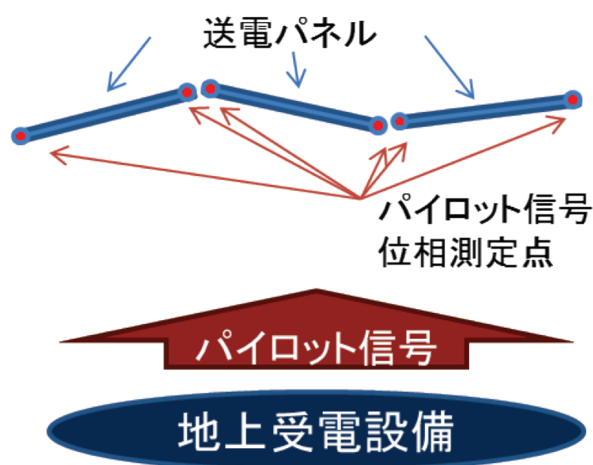 送電パネル
パイロット信号
位相測定点
パイロット信号
地上受電設備